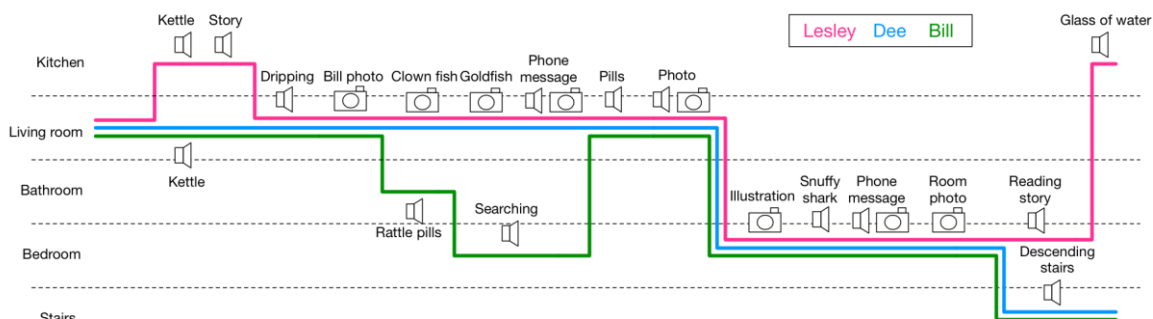 Kettle Story
Glass of water
Lesley Dee Bill
Kitchen
Dripping Bill photo Clown fish Goldfish Phone message Pills Photo
Living room
Kettle
Bathroom
Illustration Snuffy shark Phone message Room photo Reading story
Rattle pills Searching
Bedroom
Descending stairs
Stairs